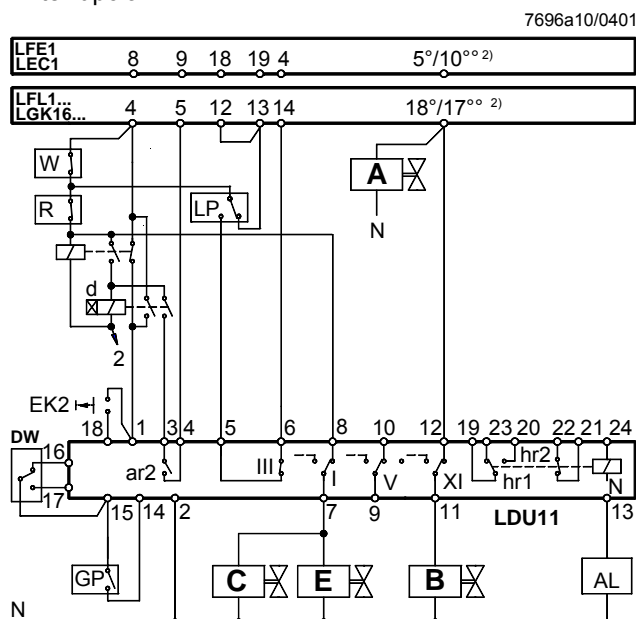 7696a10/0401
LFE1
LEC1
8 9 18 19 4 5°/10°° 2)
LFL1...
LGK16...
4 5 12 13 14 18°/17°° 2)
W
A
R
LP
N
d
2
EK2
18 1 3 4 5 6 8 10 12 19 23 20 22 21 24
DW
16
ar2 III I V XI hr1 hr2 N
17
15 14 2 7 9 11 LDU11 13
GP C E B AL
N